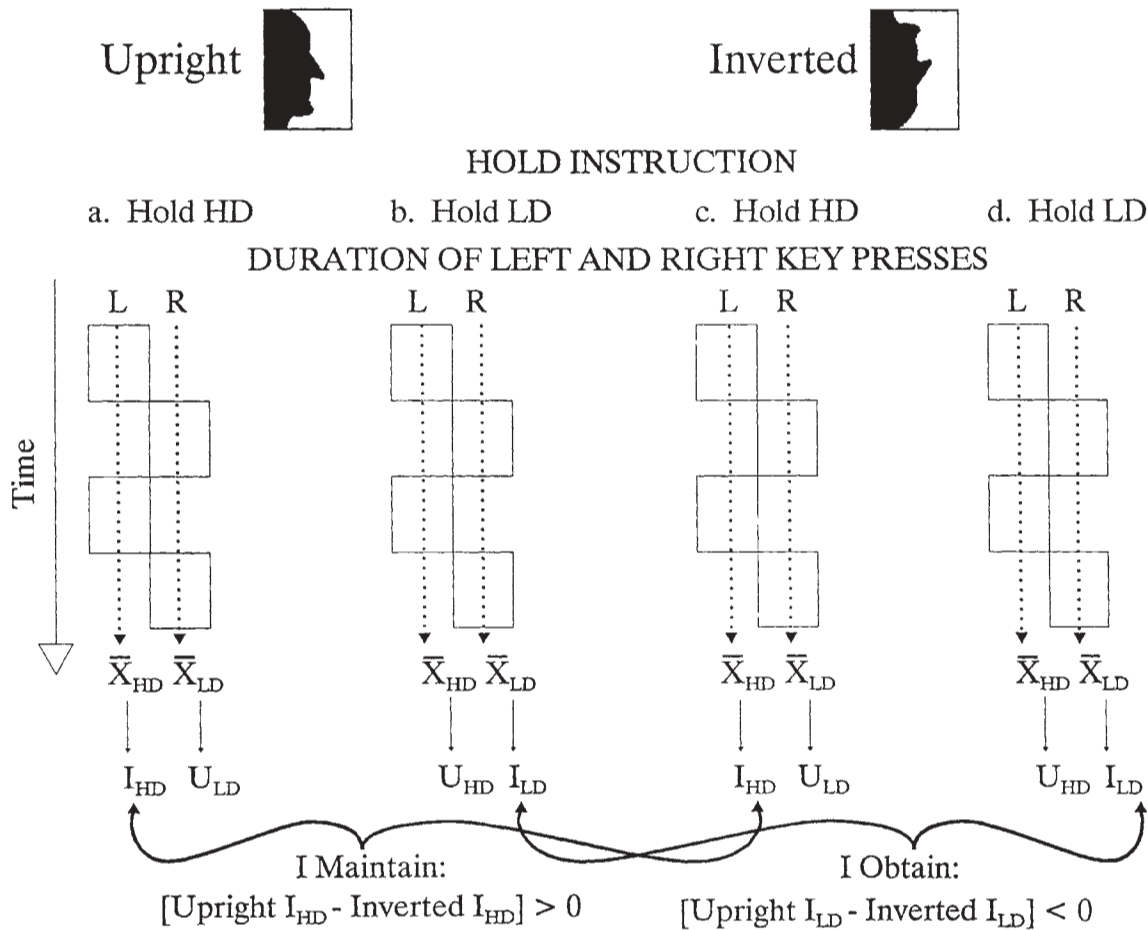 Upright Inverted
HOLD INSTRUCTION
a. Hold HD b. Hold LD c. Hold HD d. Hold LD
DURATION OF LEFT AND RIGHT KEY PRESSES
L R L R L R L R
Time
X̅HD X̅LD X̅HD X̅LD X̅HD X̅LD X̅HD X̅LD
IHD ULD UHD ILD IHD ULD UHD ILD
I Maintain: I Obtain:
[Upright IHD - Inverted IHD] > 0 [Upright ILD - Inverted ILD] < 0